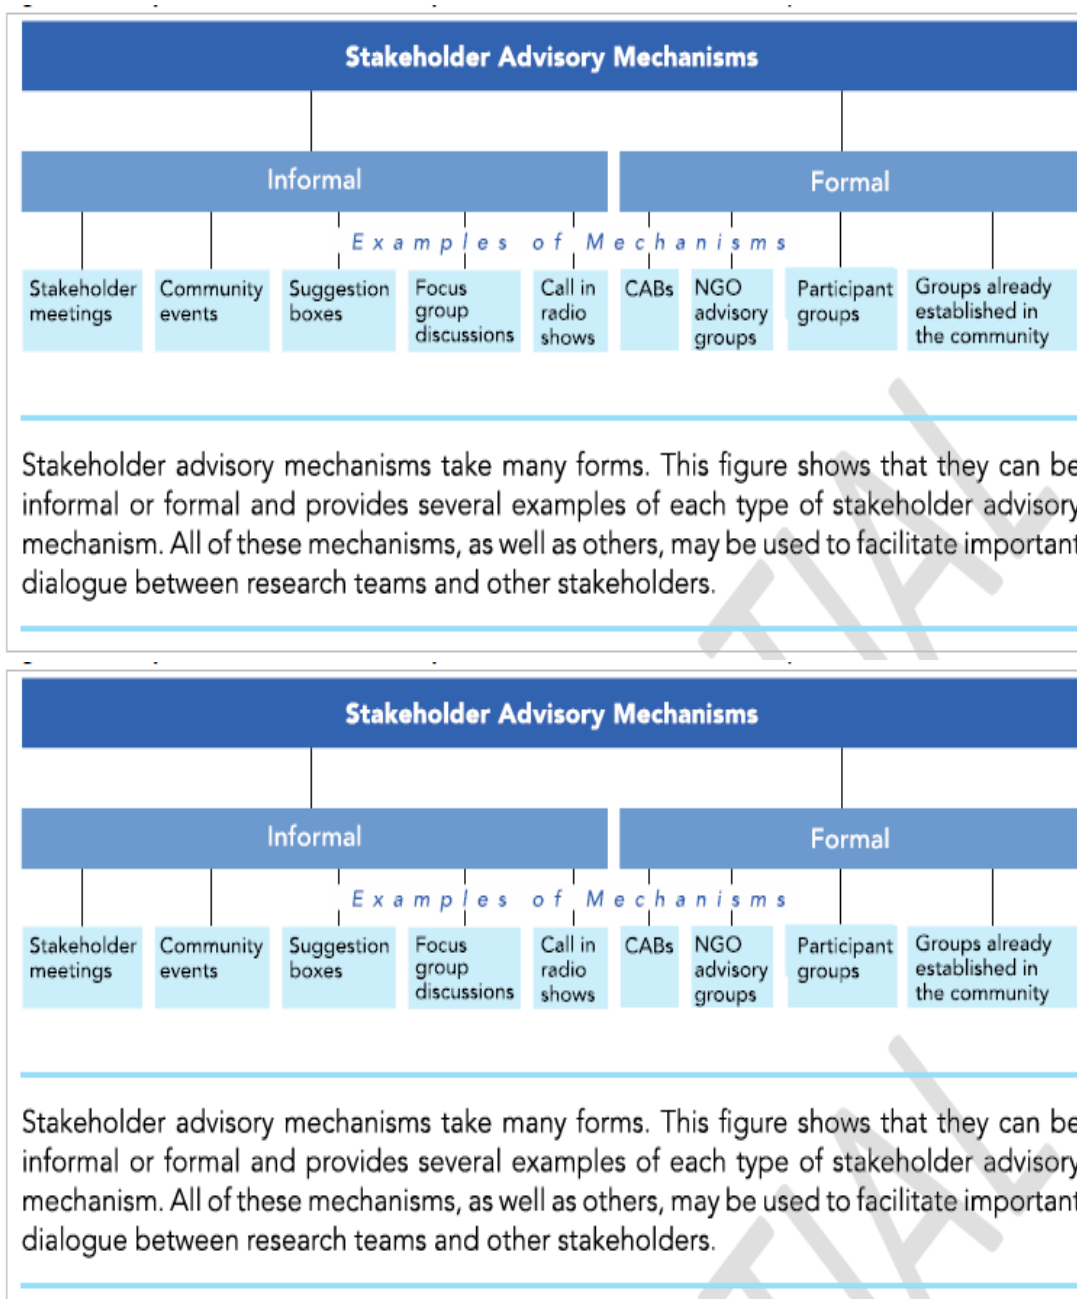 Stakeholder Advisory Mechanisms
Informal
Formal
Examples of Mechanisms
Stakeholder
meetings
Community
events
Suggestion
boxes
Focus
group
discussions
Call in
radio
shows
CABs
NGO
advisory
groups
Participant
groups
Groups already
established in
the community
Stakeholder advisory mechanisms take many forms. This figure shows that they can be
informal or formal and provides several examples of each type of stakeholder advisory
mechanism. All of these mechanisms, as well as others, may be used to facilitate important
dialogue between research teams and other stakeholders.
TIAL
Stakeholder Advisory Mechanisms
Informal
Formal
Examples of Mechanisms
Stakeholder
meetings
Community
events
Suggestion
boxes
Focus
group
discussions
Call in
radio
shows
CABs
NGO
advisory
groups
Participant
groups
Groups already
established in
the community
Stakeholder advisory mechanisms take many forms. This figure shows that they can be
informal or formal and provides several examples of each type of stakeholder advisory
mechanism. All of these mechanisms, as well as others, may be used to facilitate important
dialogue between research teams and other stakeholders.
TIAL